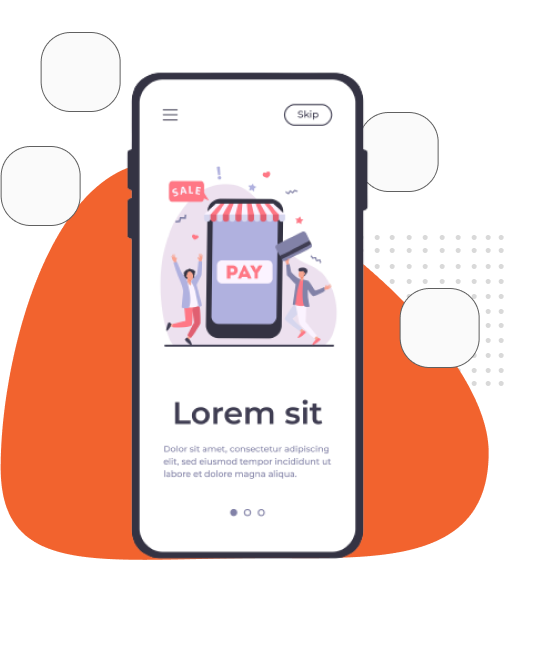 Skip
SALE
PAY
Lorem sit
Dolor sit amet, consectetur adipiscing
elit, sed eiusmod tempor incididunt ut
labore et dolore magna aliqua.